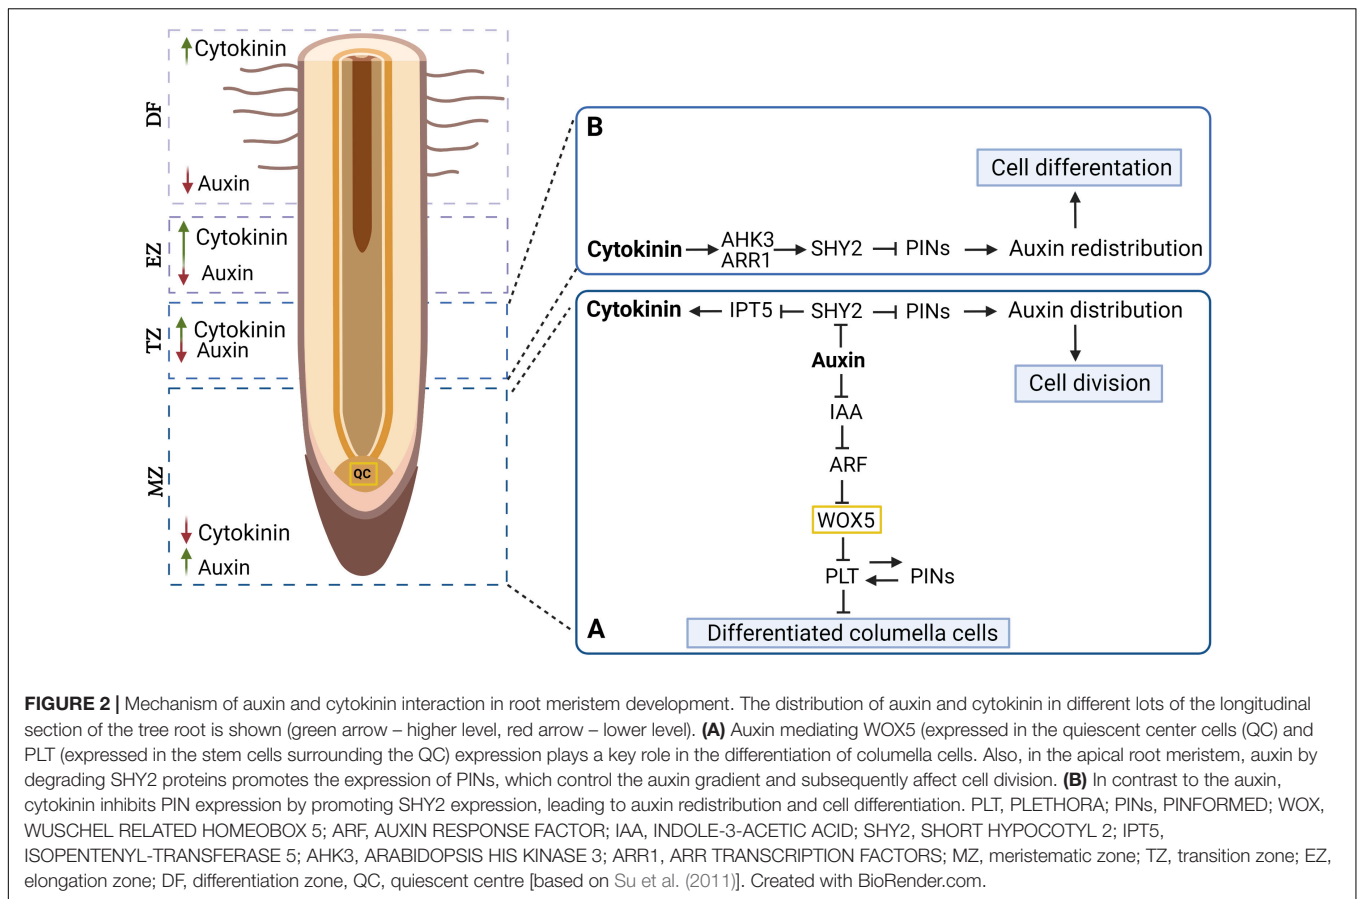 Cytokinin
DF
Auxin
EZ
Cytokinin
Auxin
TZ
Cytokinin
Auxin
MZ
QC
Cytokinin
Auxin
B
Cell differentation
Cytokinin AHK3 SHY2 PINs Auxin redistribution
ARR1
Cytokinin IPT5 SHY2 PINs Auxin distribution
Auxin
Cell division
IAA
ARF
WOX5
PLT PINs
A Differentiated columella cells
FIGURE 2 | Mechanism of auxin and cytokinin interaction in root meristem development. The distribution of auxin and cytokinin in different lots of the longitudinal
section of the tree root is shown (green arrow – higher level, red arrow – lower level). (A) Auxin mediating WOX5 (expressed in the quiescent center cells (QC) and
PLT (expressed in the stem cells surrounding the QC) expression plays a key role in the differentiation of columella cells. Also, in the apical root meristem, auxin by
degrading SHY2 proteins promotes the expression of PINs, which control the auxin gradient and subsequently affect cell division. (B) In contrast to the auxin,
cytokinin inhibits PIN expression by promoting SHY2 expression, leading to auxin redistribution and cell differentiation. PLT, PLETHORA; PINs, PINFORMED; WOX,
WUSCHEL RELATED HOMEOBOX 5; ARF, AUXIN RESPONSE FACTOR; IAA, INDOLE-3-ACETIC ACID; SHY2, SHORT HYPOCOTYL 2; IPT5,
ISOPENTENYL-TRANSFERASE 5; AHK3, ARABIDOPSIS HIS KINASE 3; ARR1, ARR TRANSCRIPTION FACTORS; MZ, meristematic zone; TZ, transition zone; EZ,
elongation zone; DF, differentiation zone, QC, quiescent centre [based on Su et al. (2011)]. Created with BioRender.com.